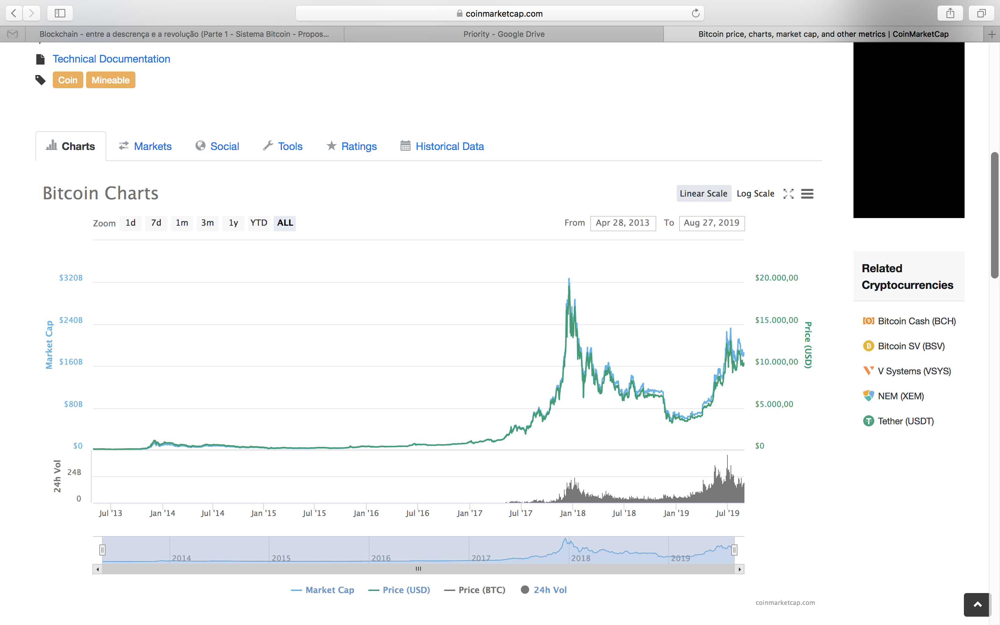 coinmarketcap.com
Blockchain - entre a descrença e a revolução (Parte 1 - Sistema Bitcoin - Propos...
Priority - Google Drive
Bitcoin price, charts, market cap, and other metrics | CoinMarketCap
Technical Documentation
Coin Mineable
Charts Markets Social Tools Ratings Historical Data
Bitcoin Charts
Linear Scale Log Scale
Zoom 1d 7d 1m 3m 1y YTD ALL
From Apr 28, 2013 To Aug 27, 2019
Market Cap
$320B
$240B
$160B
$80B
$0
$20.000,00
$15.000,00
$10.000,00
$5.000,00
$0
Price (USD)
24h Vol
24B
0
Jul '13 Jan '14 Jul '14 Jan '15 Jul '15 Jan '16 Jul '16 Jan '17 Jul '17 Jan '18 Jul '18 Jan '19 Jul '19
2014 2015 2016 2017 2018 2019
Market Cap Price (USD) Price (BTC) 24h Vol
coinmarketcap.com
Related
Cryptocurrencies
Bitcoin Cash (BCH)
Bitcoin SV (BSV)
V Systems (VSYS)
NEM (XEM)
Tether (USDT)